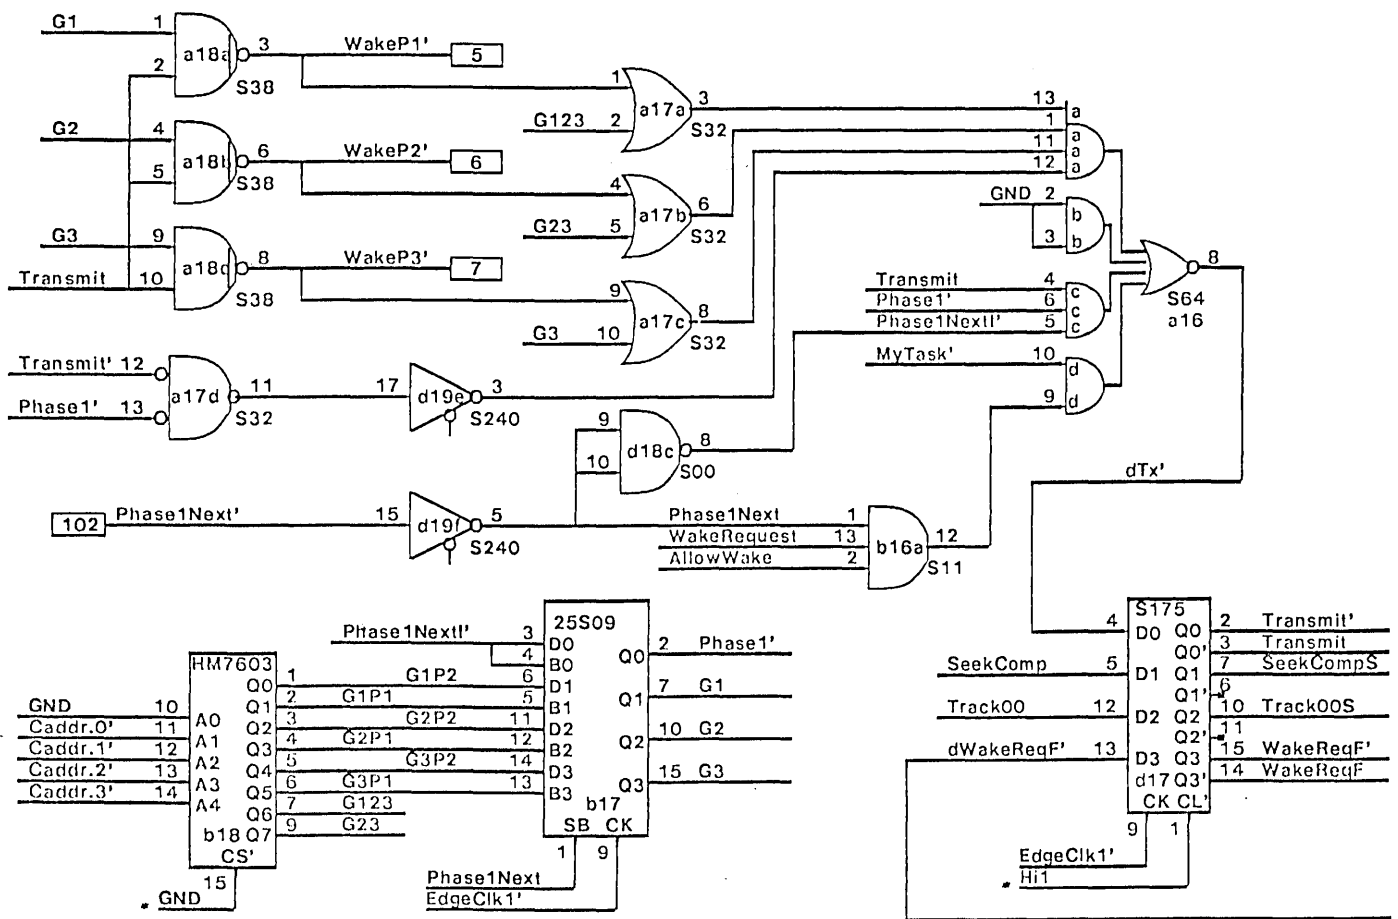 G1 1
a18a 3 WakeP1' 5
2 S38
G2 4
a18b 6 WakeP2' 6
5 S38
G3 9
8 WakeP3' 7
Transmit 10 S38
1 a17a 3
G123 2 S32
4 a17b 6
G23 5 S32
9 a17c 8
G3 10 S32
13 a
1 a
11 a
12 a
GND 2 b
3 b
Transmit 4 c
Phase1' 6 c
Phase1NextI' 5 c
MyTask' 10 d
9 d
8
S64
a16
dTx'
Transmit' 12
a17d 11 17 d19e 3
Phase1' 13 S32 S240
9
d18c 8
10 S00
102 Phase1Next' 15 d19f 5
S240
Phase1Next 1
WakeRequest 13 b16a 12
AllowWake 2 S11
HM7603
GND 10 A0
Caddr.0' 11 A1
Caddr.1' 12 A2
Caddr.2' 13 A3
Caddr.3' 14 A4
Q0 1 G1P2
Q1 2 G1P1
Q2 3 G2P2
Q3 4 G2P1
Q4 5 G3P2
Q5 6 G3P1
Q6 7 G123
b18 Q7 9 G23
CS'
15
* GND
25S09
Phase1NextI' 3 D0
4 B0
6 D1
5 B1
11 D2
12 B2
14 D3
13 B3
Q0 2 Phase1'
Q1 7 G1
Q2 10 G2
Q3 15 G3
b17
SB CK
1 9
Phase1Next
EdgeClk1'
S175
4 D0 Q0 2 Transmit'
Q0' 3 Transmit
SeekComp 5 D1 Q1 7 SeekCompS
Q1' 6
Track00 12 D2 Q2 10 Track00S
Q2' 11
dWakeReqF' 13 D3 Q3 15 WakeReqF'
d17 Q3' 14 WakeReqF
CK CL'
9 1
EdgeClk1'
* Hi1